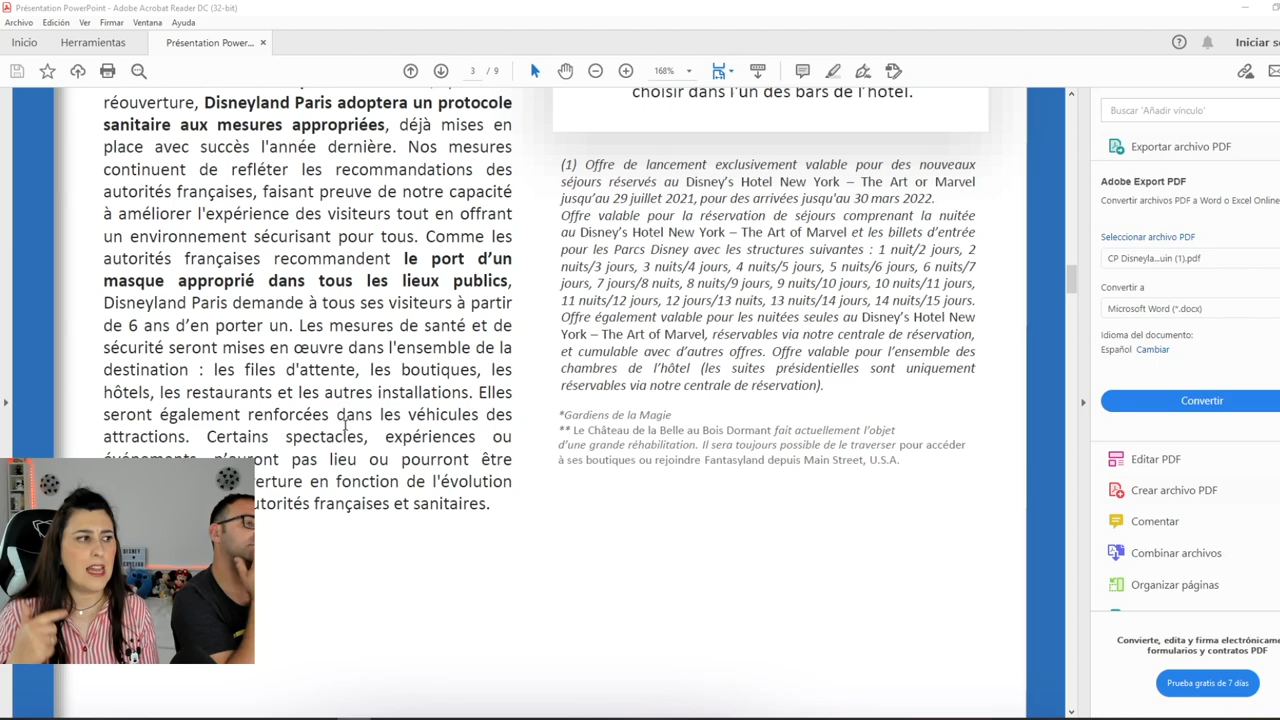 Présentation PowerPoint - Adobe Acrobat Reader DC (32-bit)
Archivo Edición Ver Firmar Ventana Ayuda
Inicio Herramientas Présentation Power... × Iniciar
3 / 9 168%
réouverture, Disneyland Paris adoptera un protocole
sanitaire aux mesures appropriées, déjà mises en
place avec succès l'année dernière. Nos mesures
continuent de refléter les recommandations des
autorités françaises, faisant preuve de notre capacité
à améliorer l'expérience des visiteurs tout en offrant
un environnement sécurisant pour tous. Comme les
autorités françaises recommandent le port d’un
masque approprié dans tous les lieux publics,
Disneyland Paris demande à tous ses visiteurs à partir
de 6 ans d’en porter un. Les mesures de santé et de
sécurité seront mises en œuvre dans l'ensemble de la
destination : les files d'attente, les boutiques, les
hôtels, les restaurants et les autres installations. Elles
seront également renforcées dans les véhicules des
attractions. Certains spectacles, expériences ou
n’auront pas lieu ou pourront être
en fonction de l'évolution
françaises et sanitaires.
choisir dans l’un des bars de l’hôtel.
(1) Offre de lancement exclusivement valable pour des nouveaux
séjours réservés au Disney’s Hotel New York – The Art or Marvel
jusqu’au 29 juillet 2021, pour des arrivées jusqu'au 30 mars 2022.
Offre valable pour la réservation de séjours comprenant la nuitée
au Disney’s Hotel New York – The Art of Marvel et les billets d’entrée
pour les Parcs Disney avec les structures suivantes : 1 nuit/2 jours, 2
nuits/3 jours, 3 nuits/4 jours, 4 nuits/5 jours, 5 nuits/6 jours, 6 nuits/7
jours, 7 jours/8 nuits, 8 nuits/9 jours, 9 nuits/10 jours, 10 nuits/11 jours,
11 nuits/12 jours, 12 jours/13 nuits, 13 nuits/14 jours, 14 nuits/15 jours.
Offre également valable pour les nuitées seules au Disney’s Hotel New
York – The Art of Marvel, réservables via notre centrale de réservation,
et cumulable avec d’autres offres. Offre valable pour l’ensemble des
chambres de l’hôtel (les suites présidentielles sont uniquement
réservables via notre centrale de réservation).
*Gardiens de la Magie
** Le Château de la Belle au Bois Dormant fait actuellement l’objet
d’une grande réhabilitation. Il sera toujours possible de le traverser pour accéder
à ses boutiques ou rejoindre Fantasyland depuis Main Street, U.S.A.
Buscar 'Añadir vínculo'
Exportar archivo PDF
Adobe Export PDF
Convertir archivos PDF a Word o Excel Online
Seleccionar archivo PDF
CP Disneyla...uin (1).pdf
Convertir a
Microsoft Word (*.docx)
Idioma del documento:
Español Cambiar
Convertir
Editar PDF
Crear archivo PDF
Comentar
Combinar archivos
Organizar páginas
Convierte, edita y firma
formularios y contratos PDF
Prueba gratis de 7 días